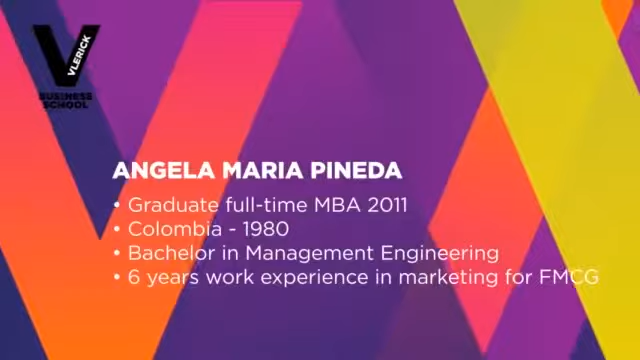 VLERICK
BUSINESS
SCHOOL
ANGELA MARIA PINEDA
• Graduate full-time MBA 2011
• Colombia - 1980
• Bachelor in Management Engineering
• 6 years work experience in marketing for FMCG